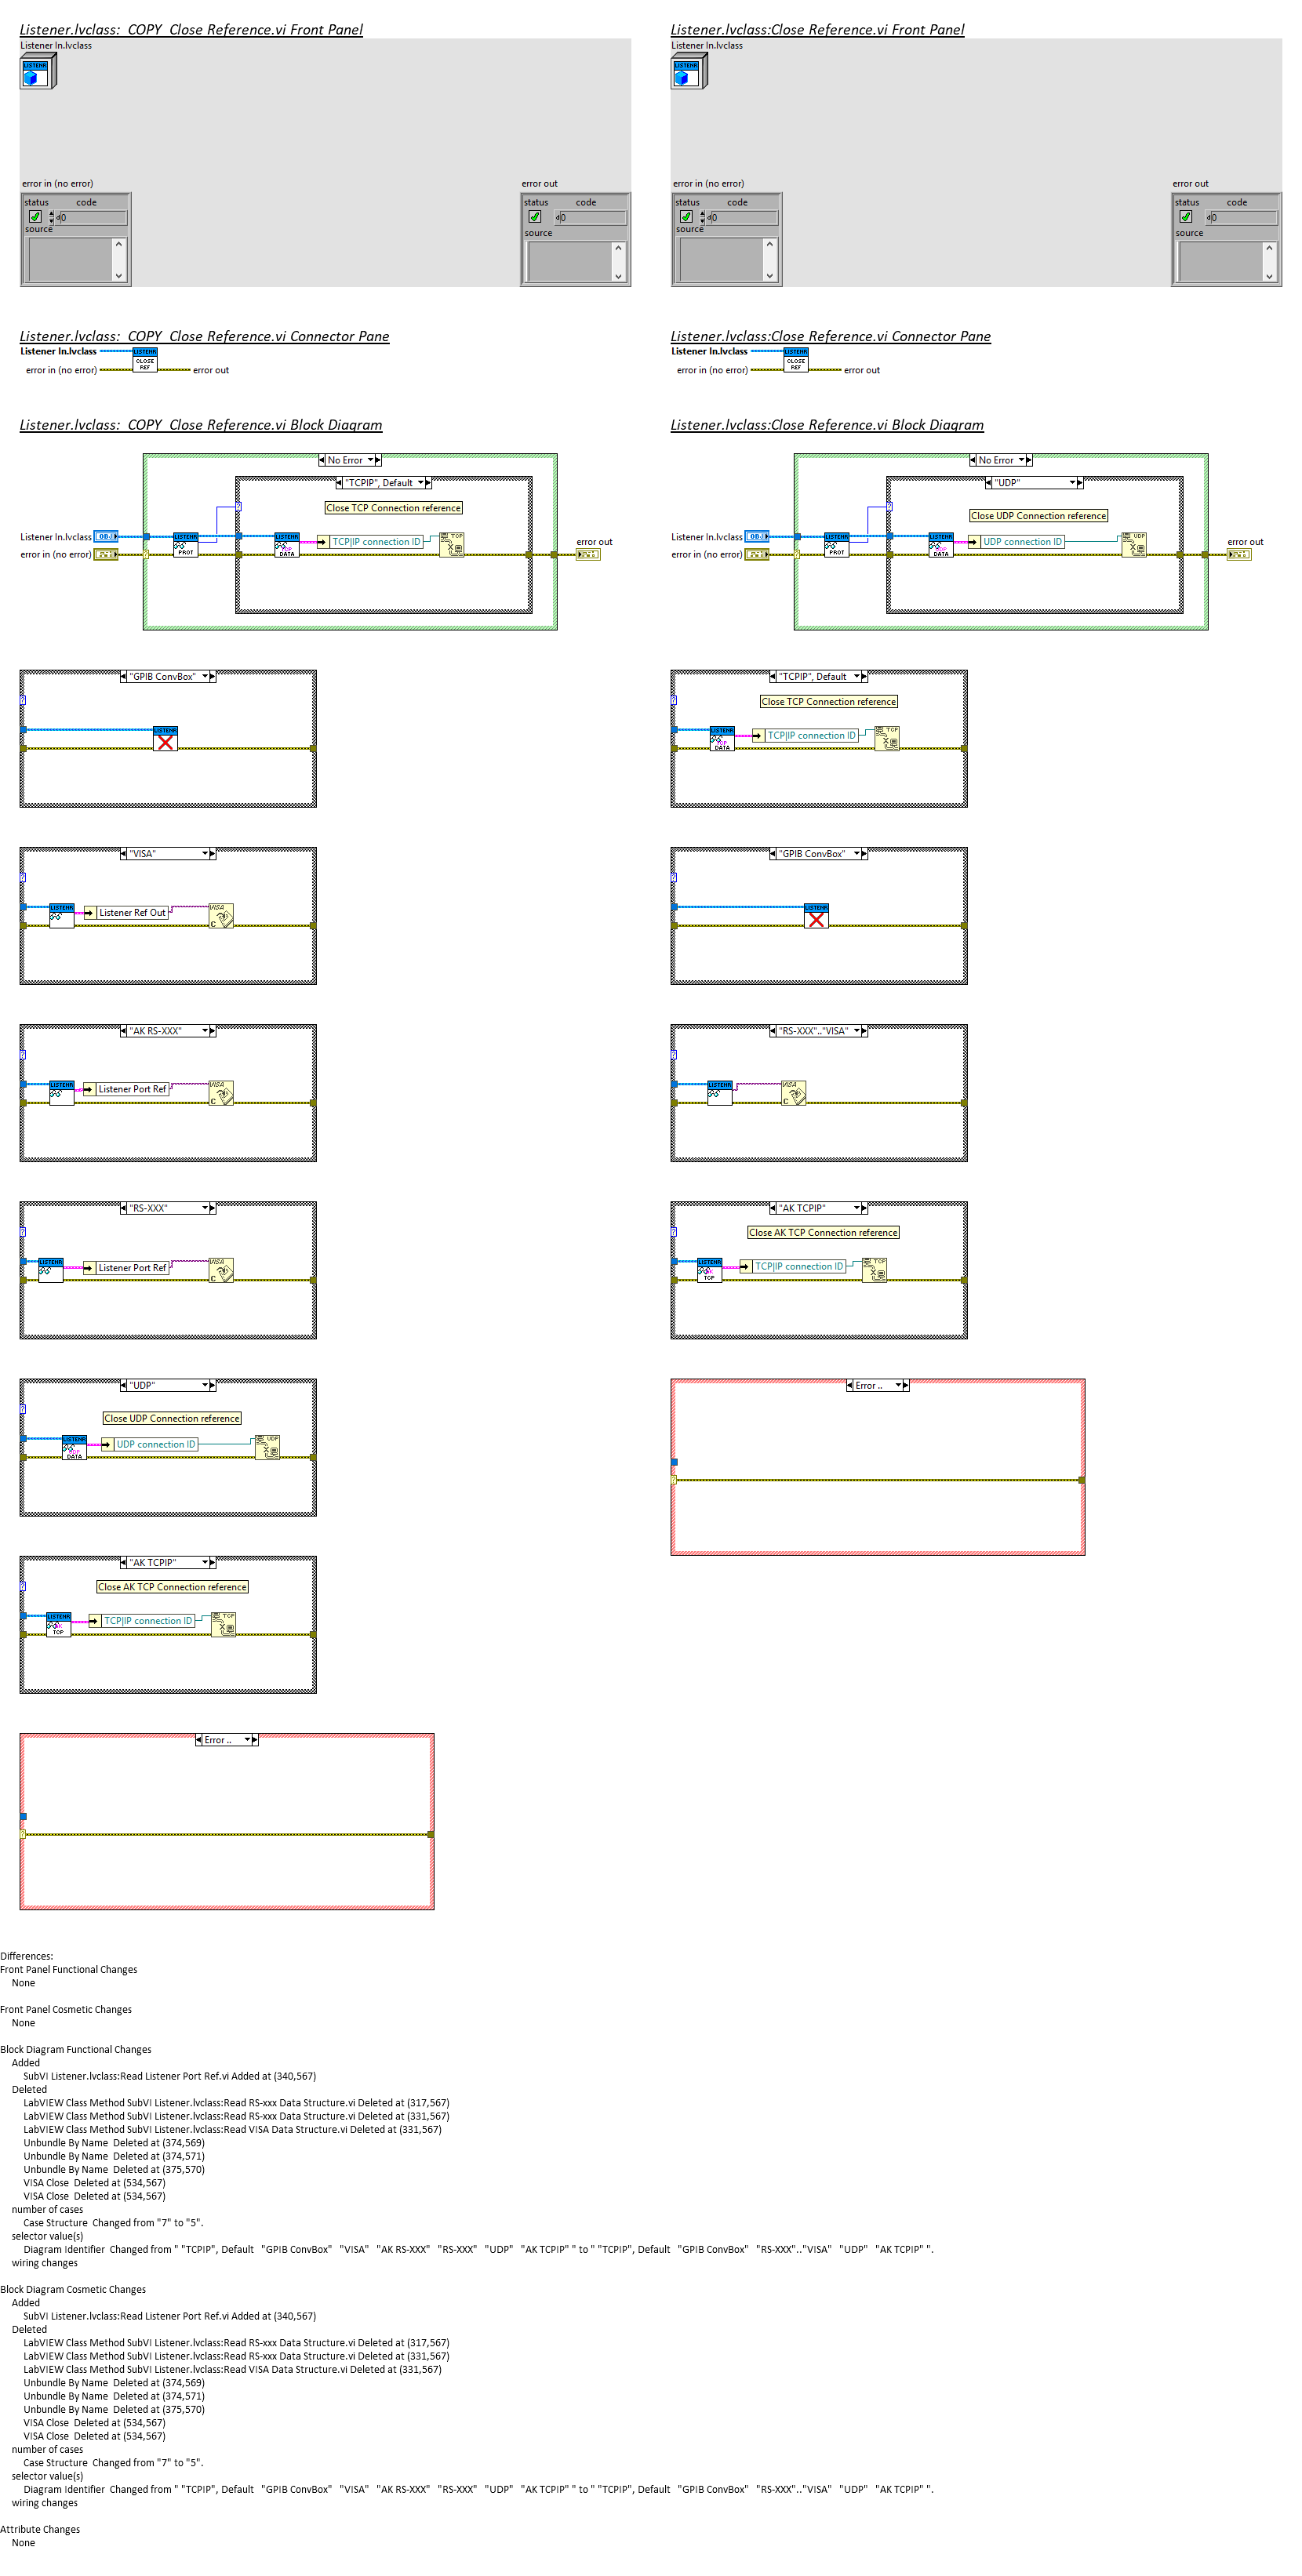 Listener.lvclass:_COPY_Close Reference.vi Front Panel
Listener In.lvclass
LISTENR
error in (no error)
error out
status code
0
source
status code
0
source
Listener.lvclass:Close Reference.vi Front Panel
Listener In.lvclass
LISTENR
error in (no error)
error out
status code
0
source
status code
0
source
Listener.lvclass:_COPY_Close Reference.vi Connector Pane
Listener In.lvclass
LISTENR
CLOSE
REF
error in (no error)
error out
Listener.lvclass:Close Reference.vi Connector Pane
Listener In.lvclass
LISTENR
CLOSE
REF
error in (no error)
error out
Listener.lvclass:_COPY_Close Reference.vi Block Diagram
No Error
"TCPIP", Default
Close TCP Connection reference
Listener In.lvclass
OBJ
LISTENR
PROT
LISTENR
TCP
DATA
TCP|IP connection ID
TCP
error in (no error)
error out
"GPIB ConvBox"
LISTENR
"VISA"
LISTENR
Listener Ref Out
VISA
C
"AK RS-XXX"
LISTENR
Listener Port Ref
VISA
C
"RS-XXX"
LISTENR
Listener Port Ref
VISA
C
"UDP"
Close UDP Connection reference
LISTENR
UDP
DATA
UDP connection ID
UDP
"AK TCPIP"
Close AK TCP Connection reference
LISTENR
AK
TCP
TCP|IP connection ID
TCP
Error ..
Listener.lvclass:Close Reference.vi Block Diagram
No Error
"UDP"
Close UDP Connection reference
Listener In.lvclass
OBJ
LISTENR
PROT
LISTENR
UDP
DATA
UDP connection ID
UDP
error in (no error)
error out
"TCPIP", Default
Close TCP Connection reference
LISTENR
TCP
DATA
TCP|IP connection ID
TCP
"GPIB ConvBox"
LISTENR
"RS-XXX".."VISA"
LISTENR
VISA
C
"AK TCPIP"
Close AK TCP Connection reference
LISTENR
AK
TCP
TCP|IP connection ID
TCP
Error ..
Differences:
Front Panel Functional Changes
None
Front Panel Cosmetic Changes
None
Block Diagram Functional Changes
Added
SubVI Listener.lvclass:Read Listener Port Ref.vi Added at (340,567)
Deleted
LabVIEW Class Method SubVI Listener.lvclass:Read RS-xxx Data Structure.vi Deleted at (317,567)
LabVIEW Class Method SubVI Listener.lvclass:Read RS-xxx Data Structure.vi Deleted at (331,567)
LabVIEW Class Method SubVI Listener.lvclass:Read VISA Data Structure.vi Deleted at (331,567)
Unbundle By Name Deleted at (374,569)
Unbundle By Name Deleted at (374,571)
Unbundle By Name Deleted at (375,570)
VISA Close Deleted at (534,567)
VISA Close Deleted at (534,567)
number of cases
Case Structure Changed from "7" to "5".
selector value(s)
Diagram Identifier Changed from " "TCPIP", Default "GPIB ConvBox" "VISA" "AK RS-XXX" "RS-XXX" "UDP" "AK TCPIP" " to " "TCPIP", Default "GPIB ConvBox" "RS-XXX".."VISA" "UDP" "AK TCPIP" ".
wiring changes
Block Diagram Cosmetic Changes
Added
SubVI Listener.lvclass:Read Listener Port Ref.vi Added at (340,567)
Deleted
LabVIEW Class Method SubVI Listener.lvclass:Read RS-xxx Data Structure.vi Deleted at (317,567)
LabVIEW Class Method SubVI Listener.lvclass:Read RS-xxx Data Structure.vi Deleted at (331,567)
LabVIEW Class Method SubVI Listener.lvclass:Read VISA Data Structure.vi Deleted at (331,567)
Unbundle By Name Deleted at (374,569)
Unbundle By Name Deleted at (374,571)
Unbundle By Name Deleted at (375,570)
VISA Close Deleted at (534,567)
VISA Close Deleted at (534,567)
number of cases
Case Structure Changed from "7" to "5".
selector value(s)
Diagram Identifier Changed from " "TCPIP", Default "GPIB ConvBox" "VISA" "AK RS-XXX" "RS-XXX" "UDP" "AK TCPIP" " to " "TCPIP", Default "GPIB ConvBox" "RS-XXX".."VISA" "UDP" "AK TCPIP" ".
wiring changes
Attribute Changes
None